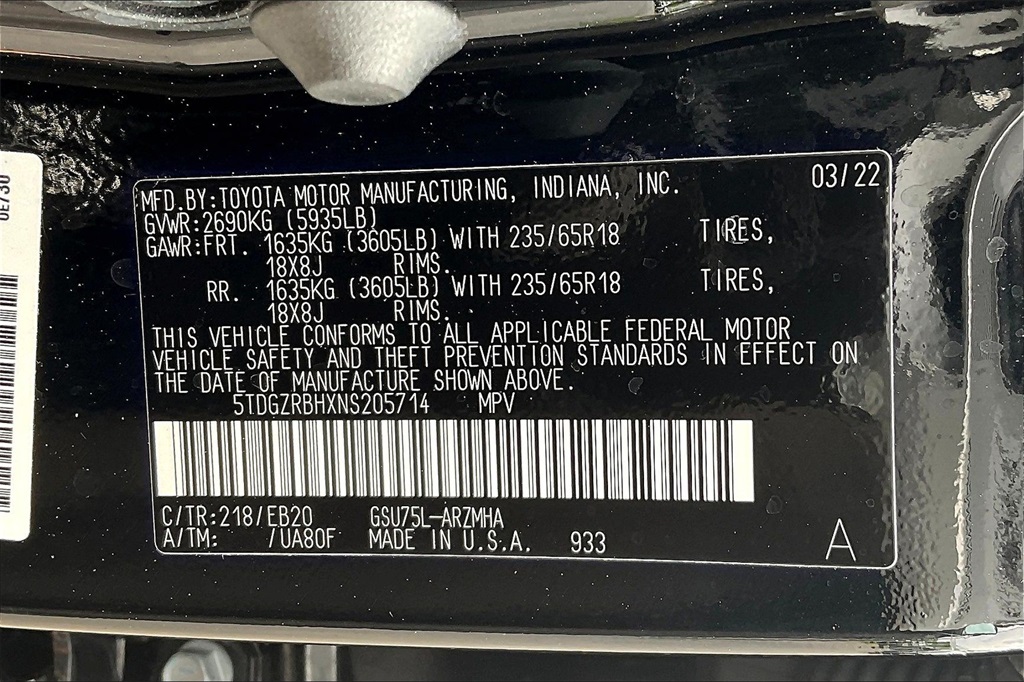 0E730
MFD.BY:TOYOTA MOTOR MANUFACTURING, INDIANA, INC. 03/22
GVWR:2690KG (5935LB)
GAWR:FRT. 1635KG (3605LB) WITH 235/65R18 TIRES,
18X8J RIMS.
RR. 1635KG (3605LB) WITH 235/65R18 TIRES,
18X8J RIMS.
THIS VEHICLE CONFORMS TO ALL APPLICABLE FEDERAL MOTOR
VEHICLE SAFETY AND THEFT PREVENTION STANDARDS IN EFFECT ON
THE DATE OF MANUFACTURE SHOWN ABOVE.
5TDGZRBHXNS205714 MPV
C/TR:218/EB20 GSU75L-ARZMHA
A/TM: /UA80F MADE IN U.S.A. 933 A